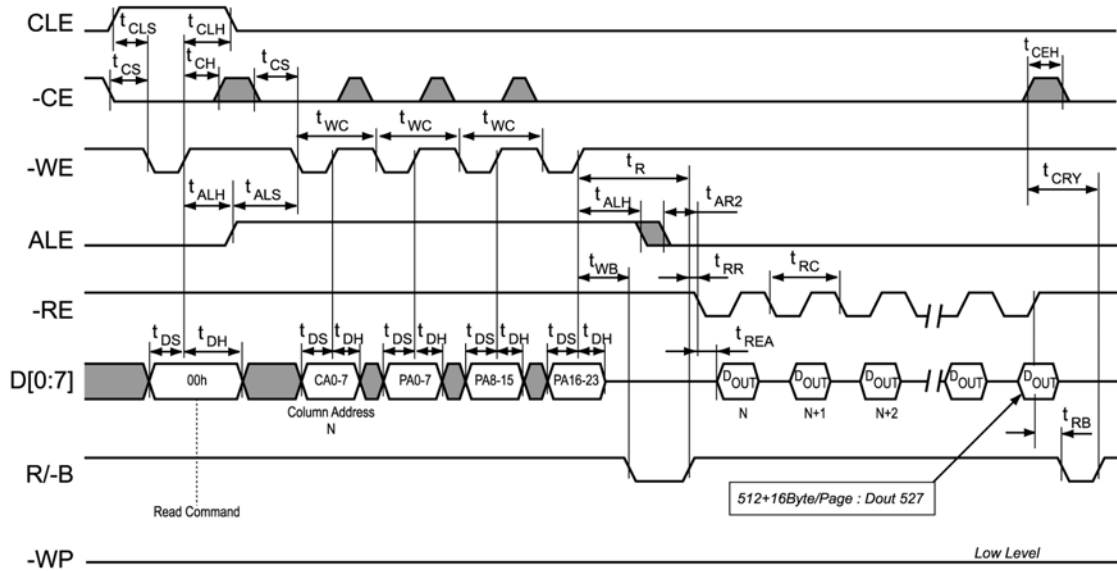 CLE
tCLS
tCLH
tCEH
tCS
tCH
tCS
-CE
tWC
tWC
tWC
-WE
tR
tCRY
tALH
tALS
tALH
tAR2
ALE
tWB
tRR
tRC
-RE
tDS
tDH
tDS
tDH
tDS
tDH
tDS
tDH
tDS
tDH
tREA
D[0:7]
00h
CA0-7
PA0-7
PA8-15
PA16-23
DOUT
DOUT
DOUT
DOUT
DOUT
Column Address
N
N
N+1
N+2
tRB
R/-B
512+16Byte/Page : Dout 527
Read Command
-WP
Low Level